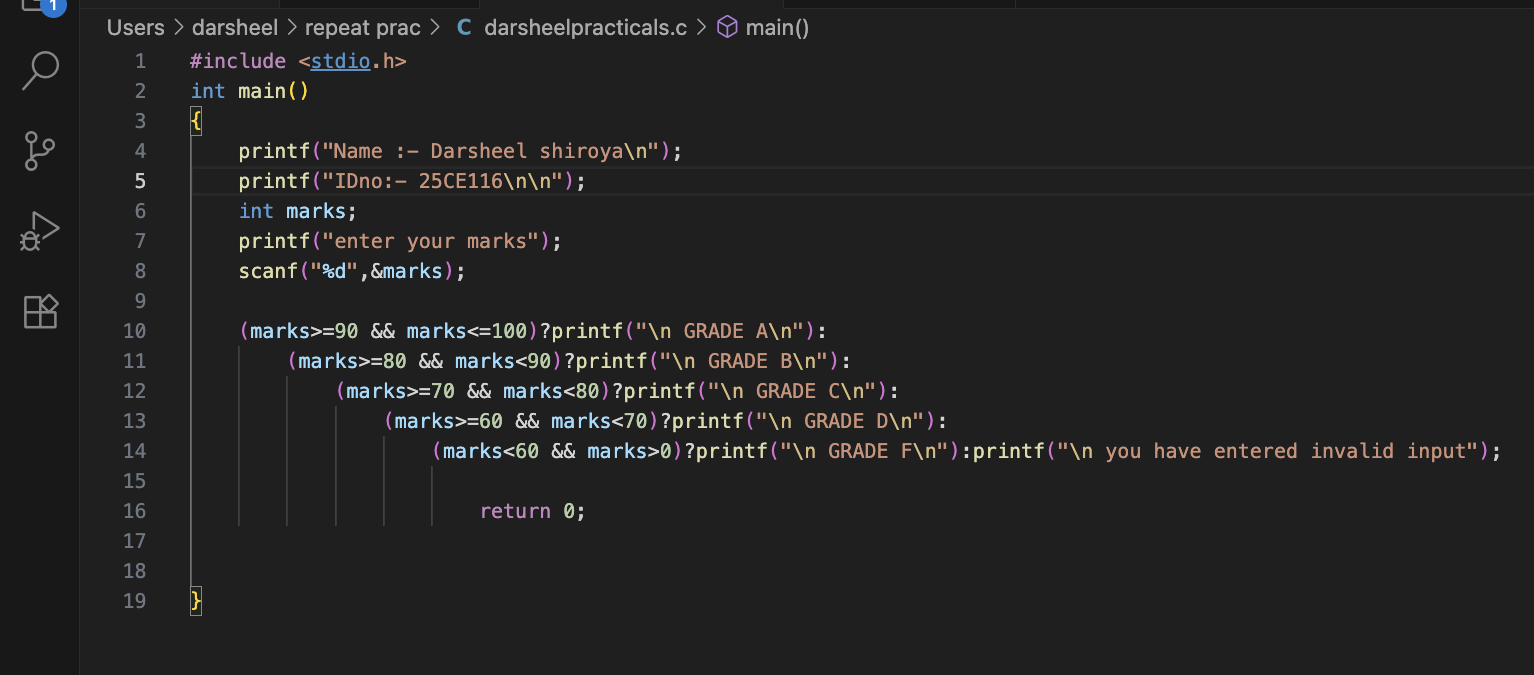 1
Users > darsheel > repeat prac > C darsheelpracticals.c > main()
1 #include <stdio.h>
2 int main()
3 {
4     printf("Name :- Darsheel shiroya\n");
5     printf("IDno:- 25CE116\n\n");
6     int marks;
7     printf("enter your marks");
8     scanf("%d",&marks);
9
10     (marks>=90 && marks<=100)?printf("\n GRADE A\n"):
11         (marks>=80 && marks<90)?printf("\n GRADE B\n"):
12             (marks>=70 && marks<80)?printf("\n GRADE C\n"):
13                 (marks>=60 && marks<70)?printf("\n GRADE D\n"):
14                     (marks<60 && marks>0)?printf("\n GRADE F\n"):printf("\n you have entered invalid input");
15
16                         return 0;
17
18
19 }